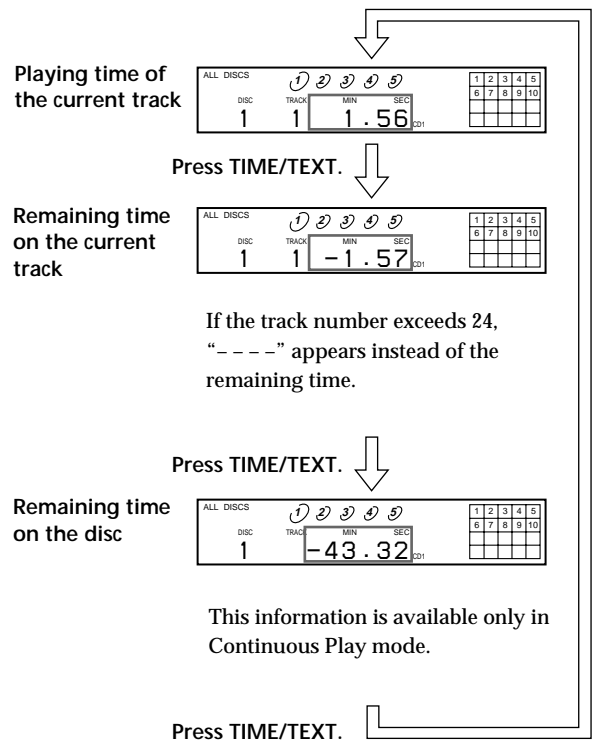 Playing time of
the current track
ALL DISCS
1 2 3 4 5
DISC TRACK MIN SEC
1 1 1.56 CD1
1 2 3 4 5
6 7 8 9 10
Press TIME/TEXT.
Remaining time
on the current
track
ALL DISCS
1 2 3 4 5
DISC TRACK MIN SEC
1 1 –1.57 CD1
1 2 3 4 5
6 7 8 9 10
If the track number exceeds 24,
“– – – –” appears instead of the
remaining time.
Press TIME/TEXT.
Remaining time
on the disc
ALL DISCS
1 2 3 4 5
DISC TRACK MIN SEC
1 –43.32 CD1
1 2 3 4 5
6 7 8 9 10
This information is available only in
Continuous Play mode.
Press TIME/TEXT.